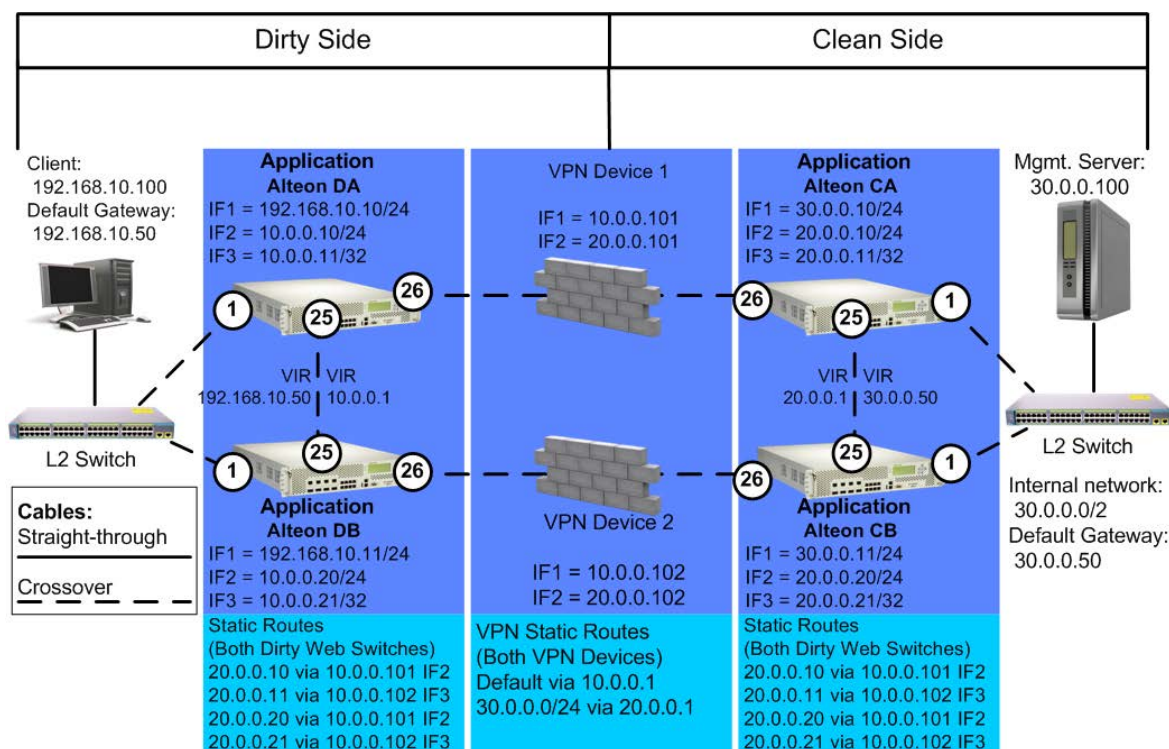 Dirty Side
Clean Side
Client:
192.168.10.100
Default Gateway:
192.168.10.50
Application
Alteon DA
IF1 = 192.168.10.10/24
IF2 = 10.0.0.10/24
IF3 = 10.0.0.11/32
VPN Device 1
IF1 = 10.0.0.101
IF2 = 20.0.0.101
Application
Alteon CA
IF1 = 30.0.0.10/24
IF2 = 20.0.0.10/24
IF3 = 20.0.0.11/32
Mgmt. Server:
30.0.0.100
1
25
26
26
25
1
VIR
192.168.10.50
VIR
10.0.0.1
VIR
20.0.0.1
VIR
30.0.0.50
L2 Switch
1
25
26
26
25
1
L2 Switch
Cables:
Straight-through
Crossover
Application
Alteon DB
IF1 = 192.168.10.11/24
IF2 = 10.0.0.20/24
IF3 = 10.0.0.21/32
VPN Device 2
IF1 = 10.0.0.102
IF2 = 20.0.0.102
Application
Alteon CB
IF1 = 30.0.0.11/24
IF2 = 20.0.0.20/24
IF3 = 20.0.0.21/32
Internal network:
30.0.0.0/2
Default Gateway:
30.0.0.50
Static Routes
(Both Dirty Web Switches)
20.0.0.10 via 10.0.0.101 IF2
20.0.0.11 via 10.0.0.102 IF3
20.0.0.20 via 10.0.0.101 IF2
20.0.0.21 via 10.0.0.102 IF3
VPN Static Routes
(Both VPN Devices)
Default via 10.0.0.1
30.0.0.0/24 via 20.0.0.1
Static Routes
(Both Dirty Web Switches)
20.0.0.10 via 10.0.0.101 IF2
20.0.0.11 via 10.0.0.102 IF3
20.0.0.20 via 10.0.0.101 IF2
20.0.0.21 via 10.0.0.102 IF3